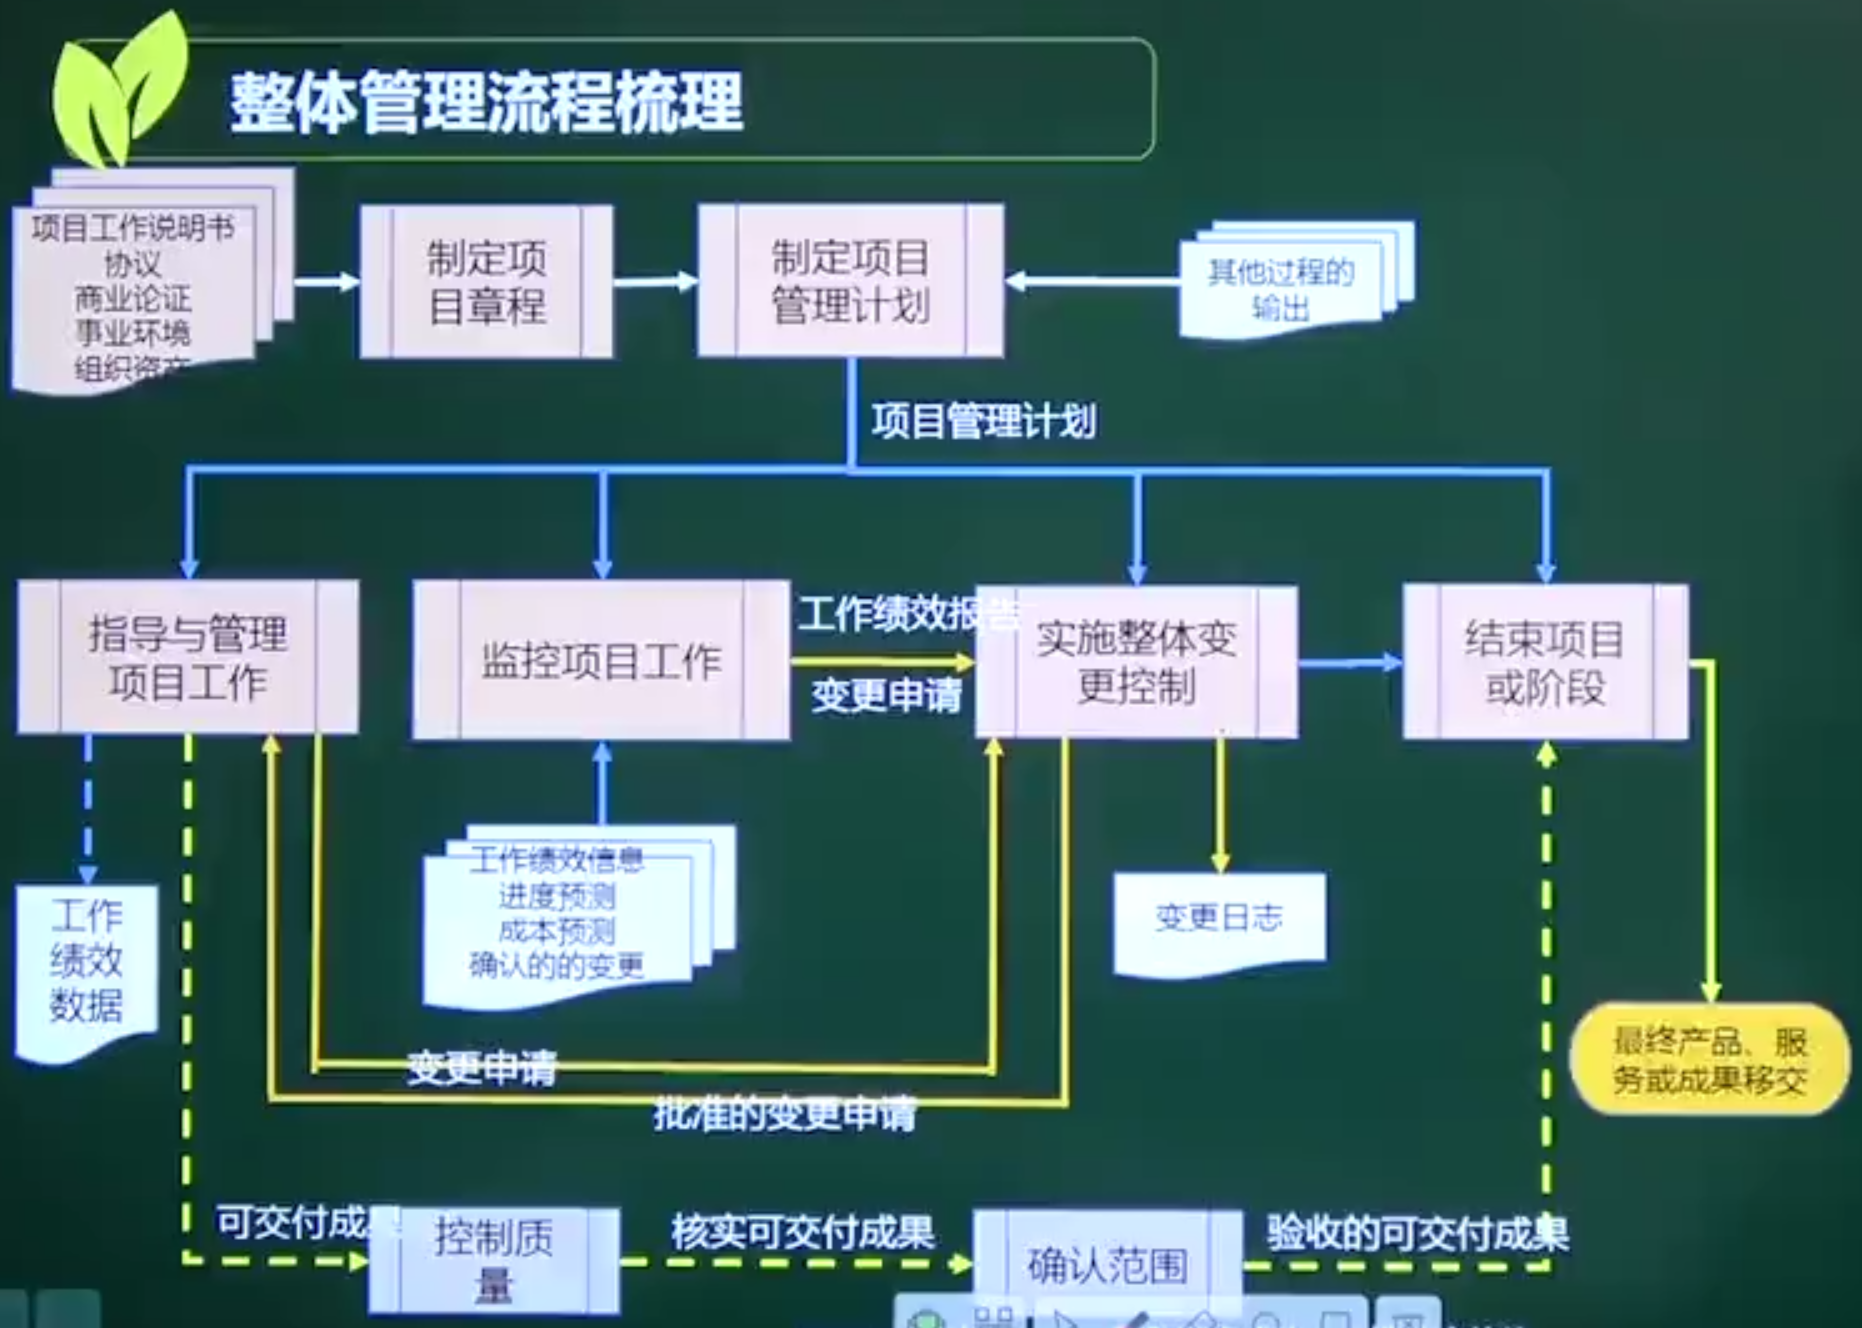 整体管理流程梳理
项目工作说明书
协议
商业论证
事业环境
组织资产
制定项
目章程
制定项目
管理计划
其他过程的
输出
项目管理计划
指导与管理
项目工作
监控项目工作
工作绩效报告
变更申请
实施整体变
更控制
结束项目
或阶段
工作
绩效
数据
工作绩效信息
进度预测
成本预测
确认的的变更
变更日志
最终产品、服
务或成果移交
变更申请
批准的变更申请
可交付成果
控制质
量
核实可交付成果
确认范围
验收的可交付成果